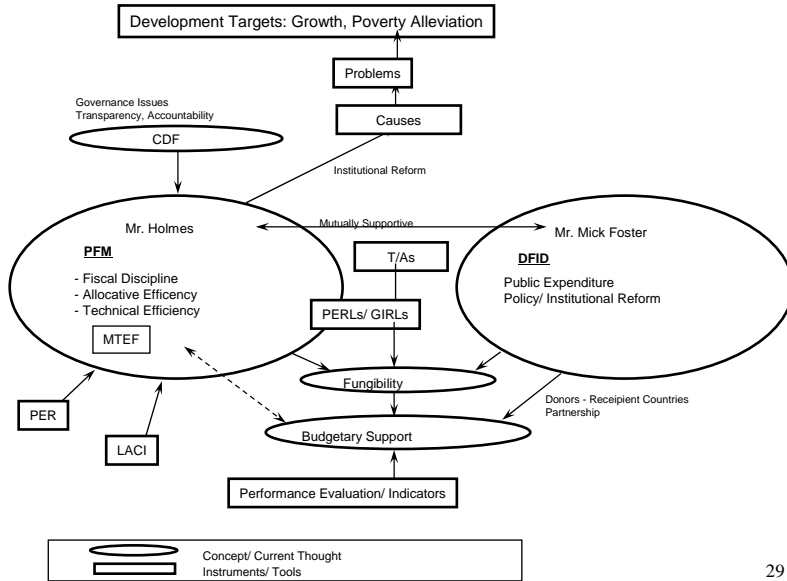 Development Targets: Growth, Poverty Alleviation
Problems
Governance Issues
Transparency, Accountability
Causes
CDF
Institutional Reform
Mr. Holmes
Mutually Supportive
Mr. Mick Foster
PFM
T/As
DFID
- Fiscal Discipline
- Allocative Efficency
- Technical Efficiency
Public Expenditure
Policy/ Institutional Reform
PERLs/ GIRLs
MTEF
Fungibility
Donors - Receipient Countries
Partnership
PER
LACI
Budgetary Support
Performance Evaluation/ Indicators
Concept/ Current Thought
Instruments/ Tools
29